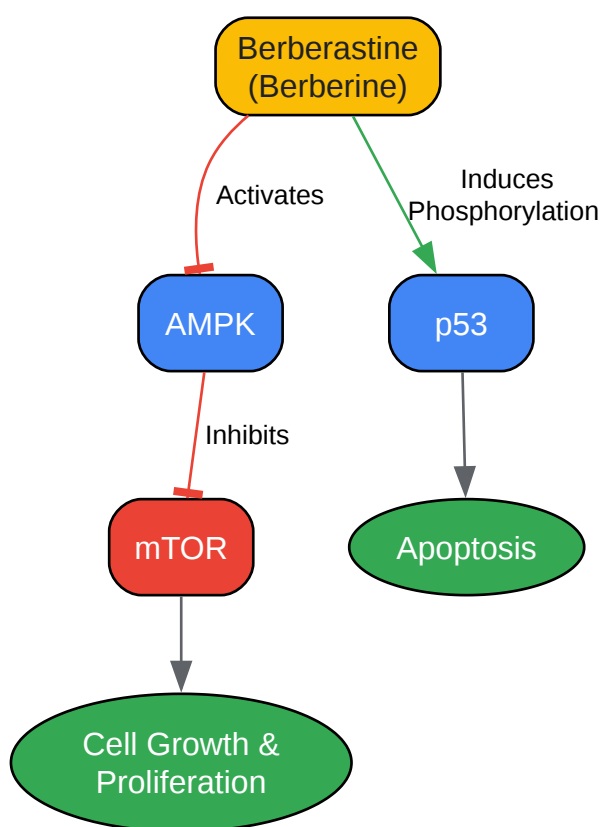 Berberastine
(Berberine)
Activates
Induces
Phosphorylation
AMPK
p53
Inhibits
mTOR
Apoptosis
Cell Growth &
Proliferation